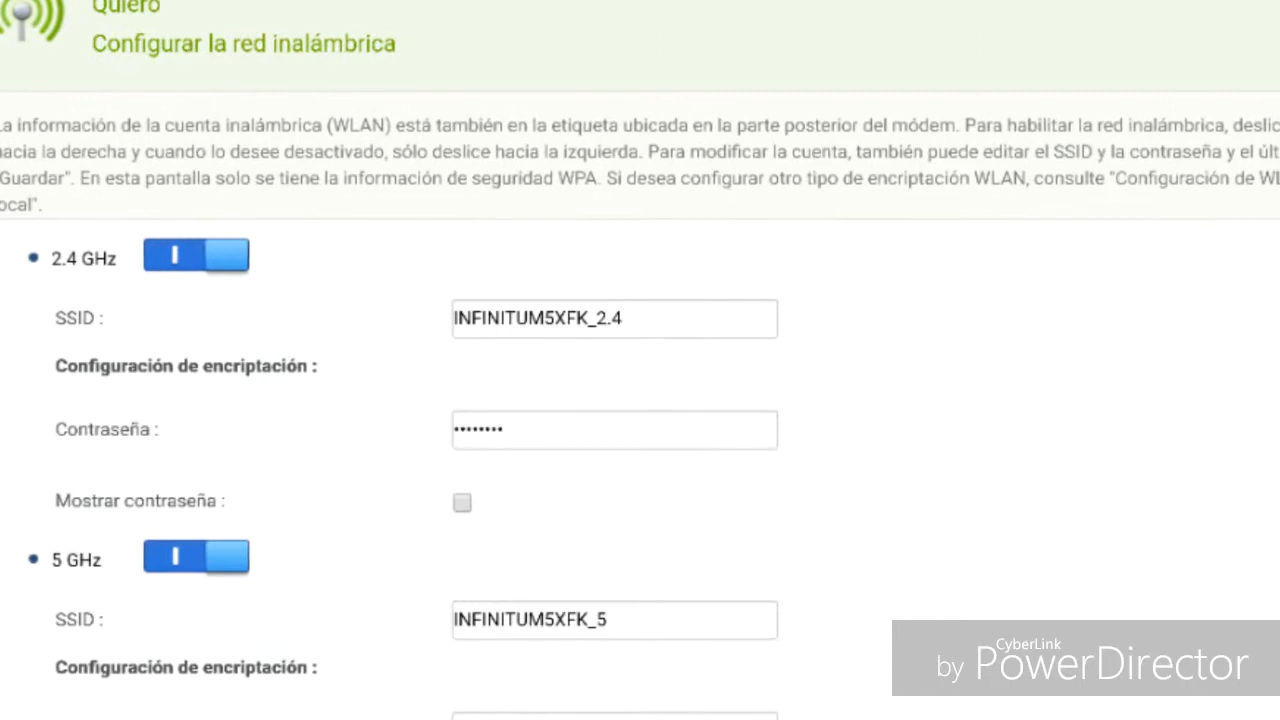 Quiero
Configurar la red inalámbrica
a información de la cuenta inalámbrica (WLAN) está también en la etiqueta ubicada en la parte posterior del módem. Para habilitar la red inalámbrica, deslic
hacia la derecha y cuando lo desee desactivado, sólo deslice hacia la izquierda. Para modificar la cuenta, también puede editar el SSID y la contraseña y el últ
"Guardar". En esta pantalla solo se tiene la información de seguridad WPA. Si desea configurar otro tipo de encriptación WLAN, consulte "Configuración de WL
ocal".
2.4 GHz
SSID :
INFINITUM5XFK_2.4
Configuración de encriptación :
Contraseña :
••••••••
Mostrar contraseña :
5 GHz
SSID :
INFINITUM5XFK_5
Configuración de encriptación :
CyberLink
by PowerDirector